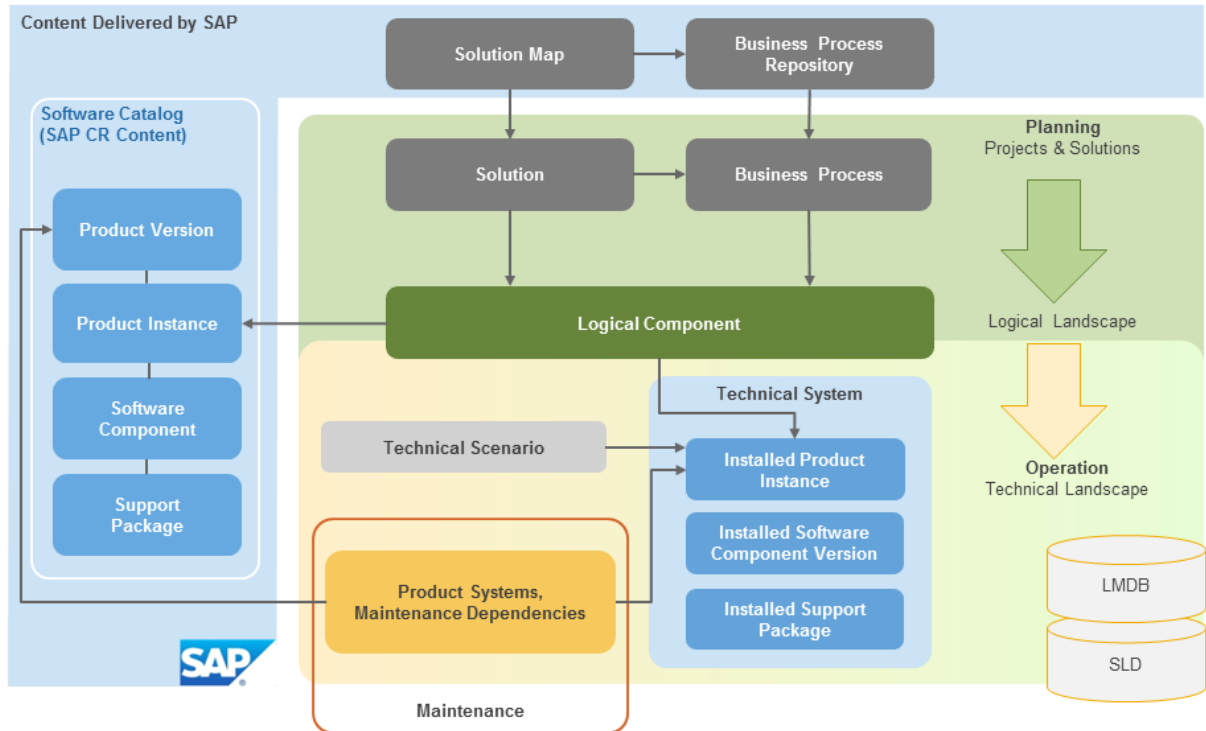 Content Delivered by SAP
Solution Map
Business Process
Repository
Software Catalog
(SAP CR Content)
Planning
Projects & Solutions
Solution
Business Process
Product Version
Product Instance
Logical Component
Logical Landscape
Technical System
Software
Component
Technical Scenario
Installed Product
Instance
Operation
Technical Landscape
Support
Package
Installed Software
Component Version
Product Systems,
Maintenance Dependencies
Installed Support
Package
LMDB
SLD
SAP
®
Maintenance